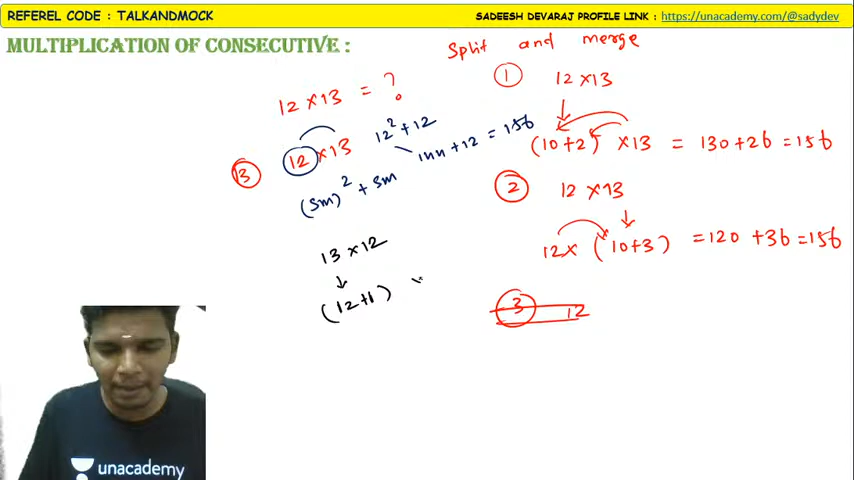 REFEREL CODE : TALKANDMOCK
SADEESH DEVARAJ PROFILE LINK : https://unacademy.com/@sadydev
MULTIPLICATION OF CONSECUTIVE :
Split and merge
12 × 13 = ?
① 12 × 13
(10+2) × 13 = 130 + 26 = 156
③ 12 × 13
12² + 12
144 + 12 = 156
(sm)² + sm
② 12 × 13
12 × (10+3) = 120 + 36 = 156
13 × 12
(12+1)
③ 12
unacademy